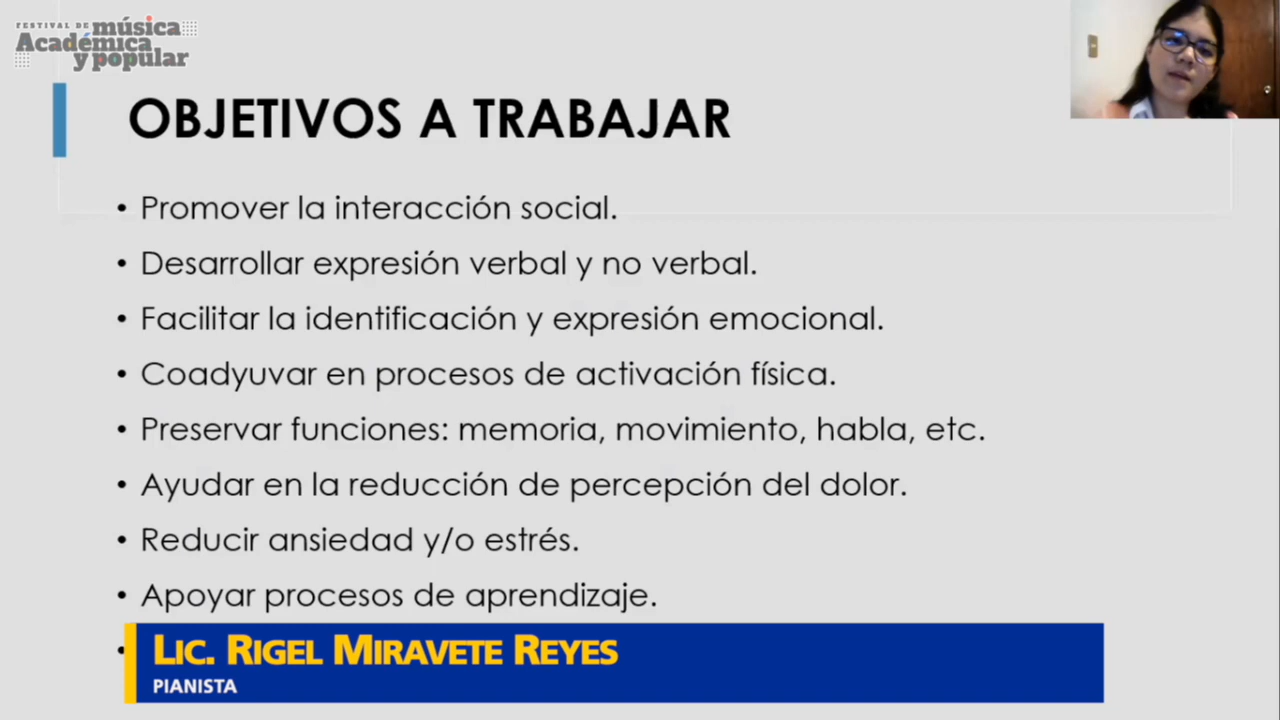 FESTIVAL DE música
Académica
y popular
OBJETIVOS A TRABAJAR
• Promover la interacción social.
• Desarrollar expresión verbal y no verbal.
• Facilitar la identificación y expresión emocional.
• Coadyuvar en procesos de activación física.
• Preservar funciones: memoria, movimiento, habla, etc.
• Ayudar en la reducción de percepción del dolor.
• Reducir ansiedad y/o estrés.
• Apoyar procesos de aprendizaje.
LIC. RIGEL MIRAVETE REYES
PIANISTA